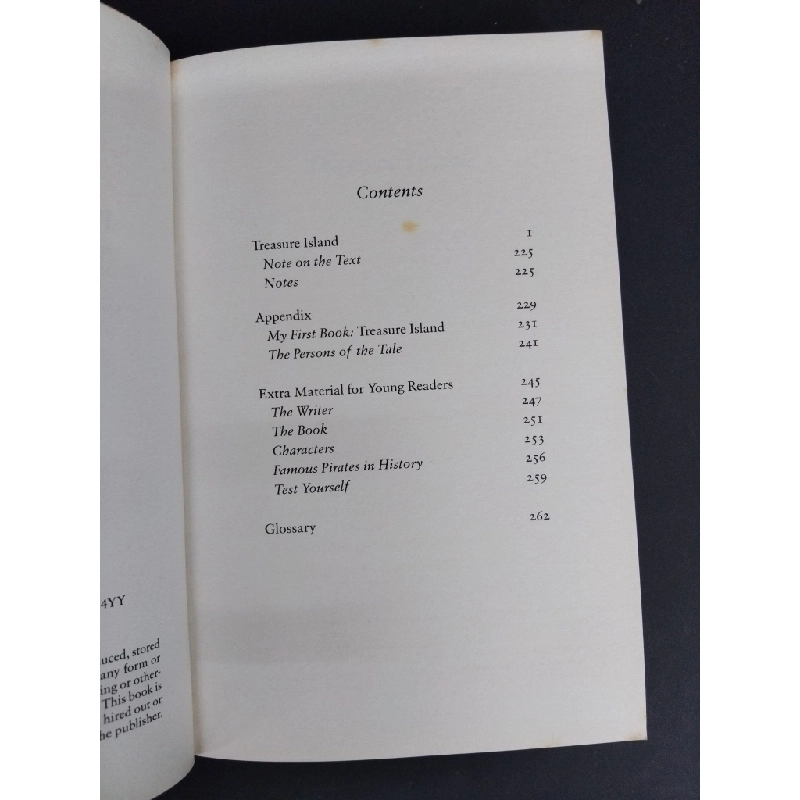 4YY
uced, stored
any form or
ing or other-
This book is
hired out or
he publisher.
Contents
Treasure Island 1
Note on the Text 225
Notes 225
Appendix 229
My First Book: Treasure Island 231
The Persons of the Tale 241
Extra Material for Young Readers 245
The Writer 247
The Book 251
Characters 253
Famous Pirates in History 256
Test Yourself 259
Glossary 262